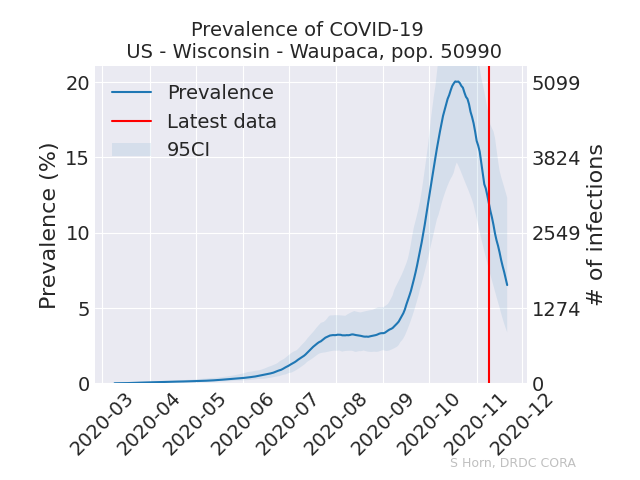 Prevalence of COVID-19
US - Wisconsin - Waupaca, pop. 50990
Prevalence
Latest data
95CI
Prevalence (%)
20
15
10
5
0
5099
3824
2549
1274
0
# of infections
2020-03
2020-04
2020-05
2020-06
2020-07
2020-08
2020-09
2020-10
2020-11
2020-12
S Horn, DRDC CORA